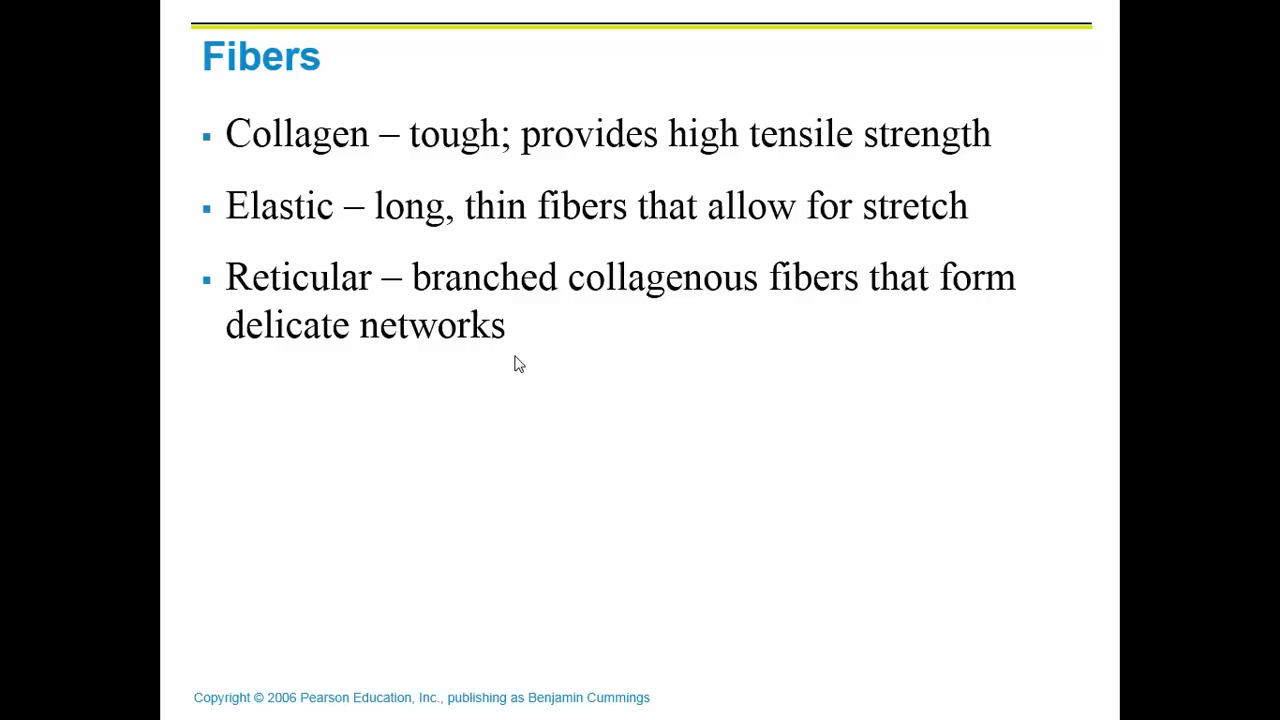 Fibers
▪ Collagen – tough; provides high tensile strength
▪ Elastic – long, thin fibers that allow for stretch
▪ Reticular – branched collagenous fibers that form
delicate networks
Copyright © 2006 Pearson Education, Inc., publishing as Benjamin Cummings